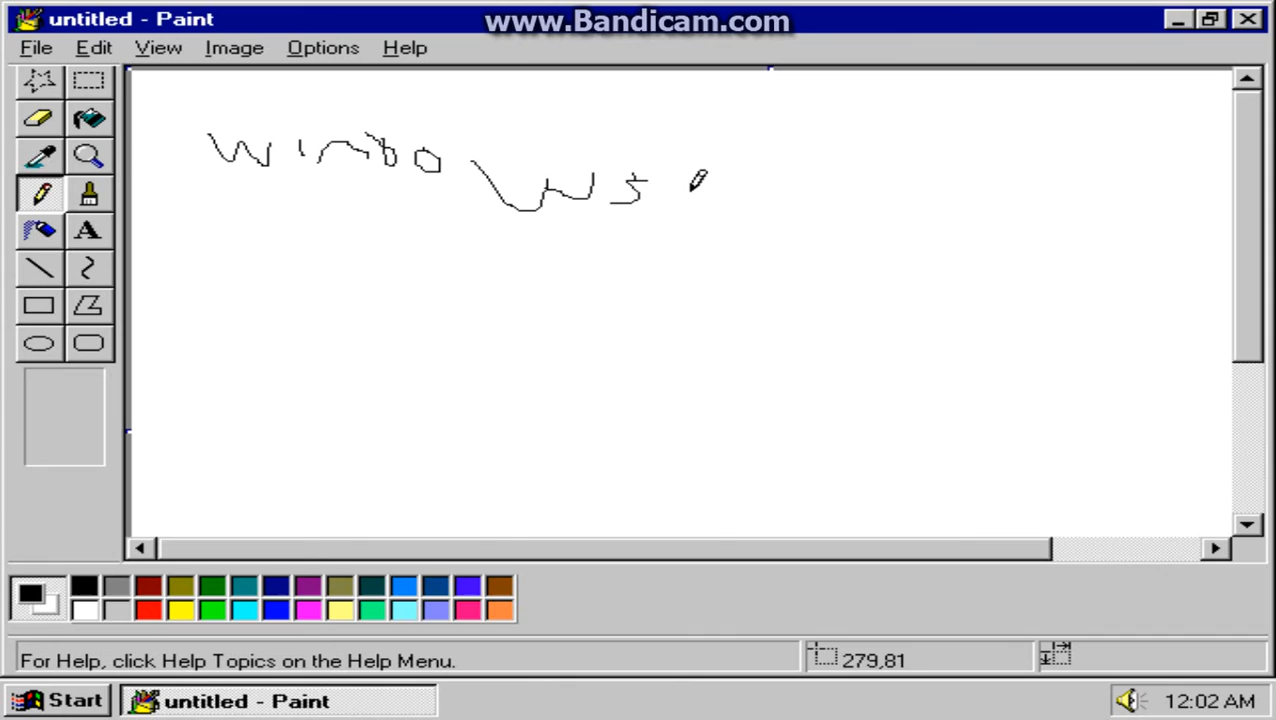 untitled - Paint
www.Bandicam.com
File Edit View Image Options Help
windows
A
For Help, click Help Topics on the Help Menu.
279,81
Start
untitled - Paint
12:02 AM